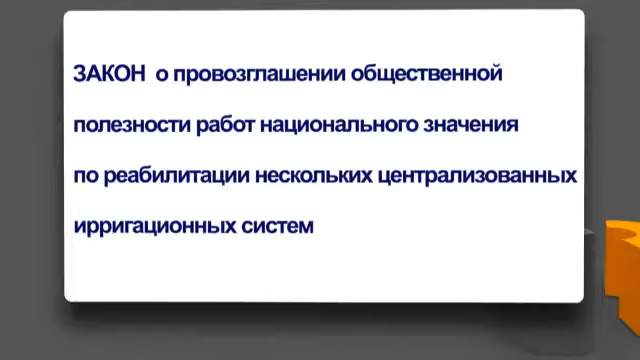 ЗАКОН о провозглашении общественной
полезности работ национального значения
по реабилитации нескольких централизованных
ирригационных систем